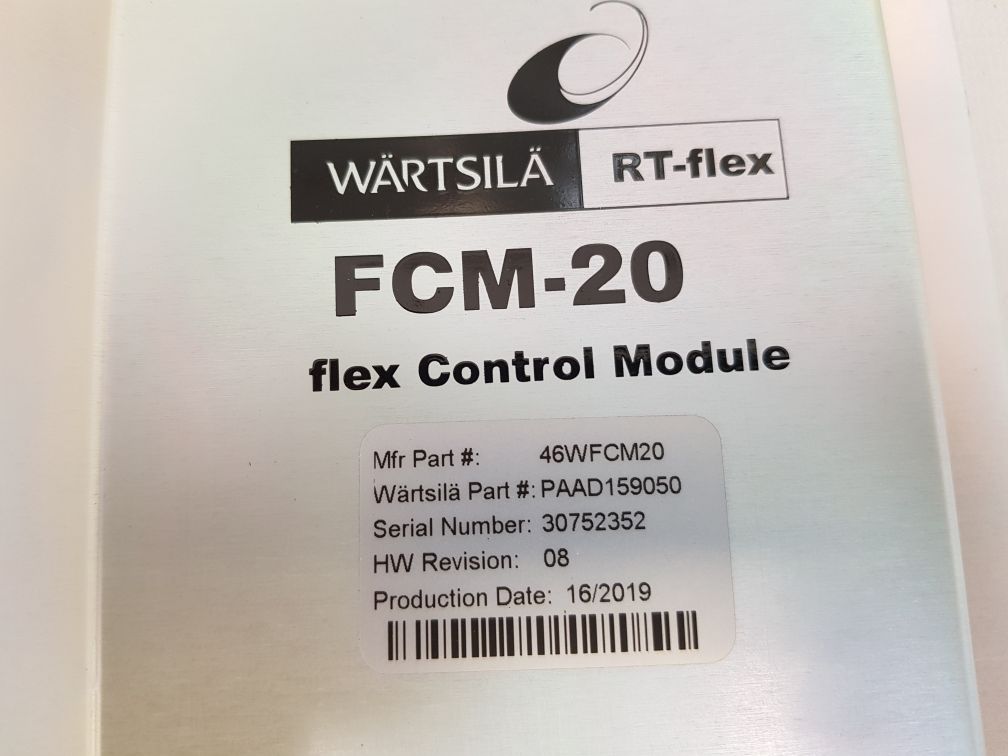 WÄRTSILÄ RT-flex
FCM-20
flex Control Module
Mfr Part #: 46WFCM20
Wärtsilä Part #: PAAD159050
Serial Number: 30752352
HW Revision: 08
Production Date: 16/2019